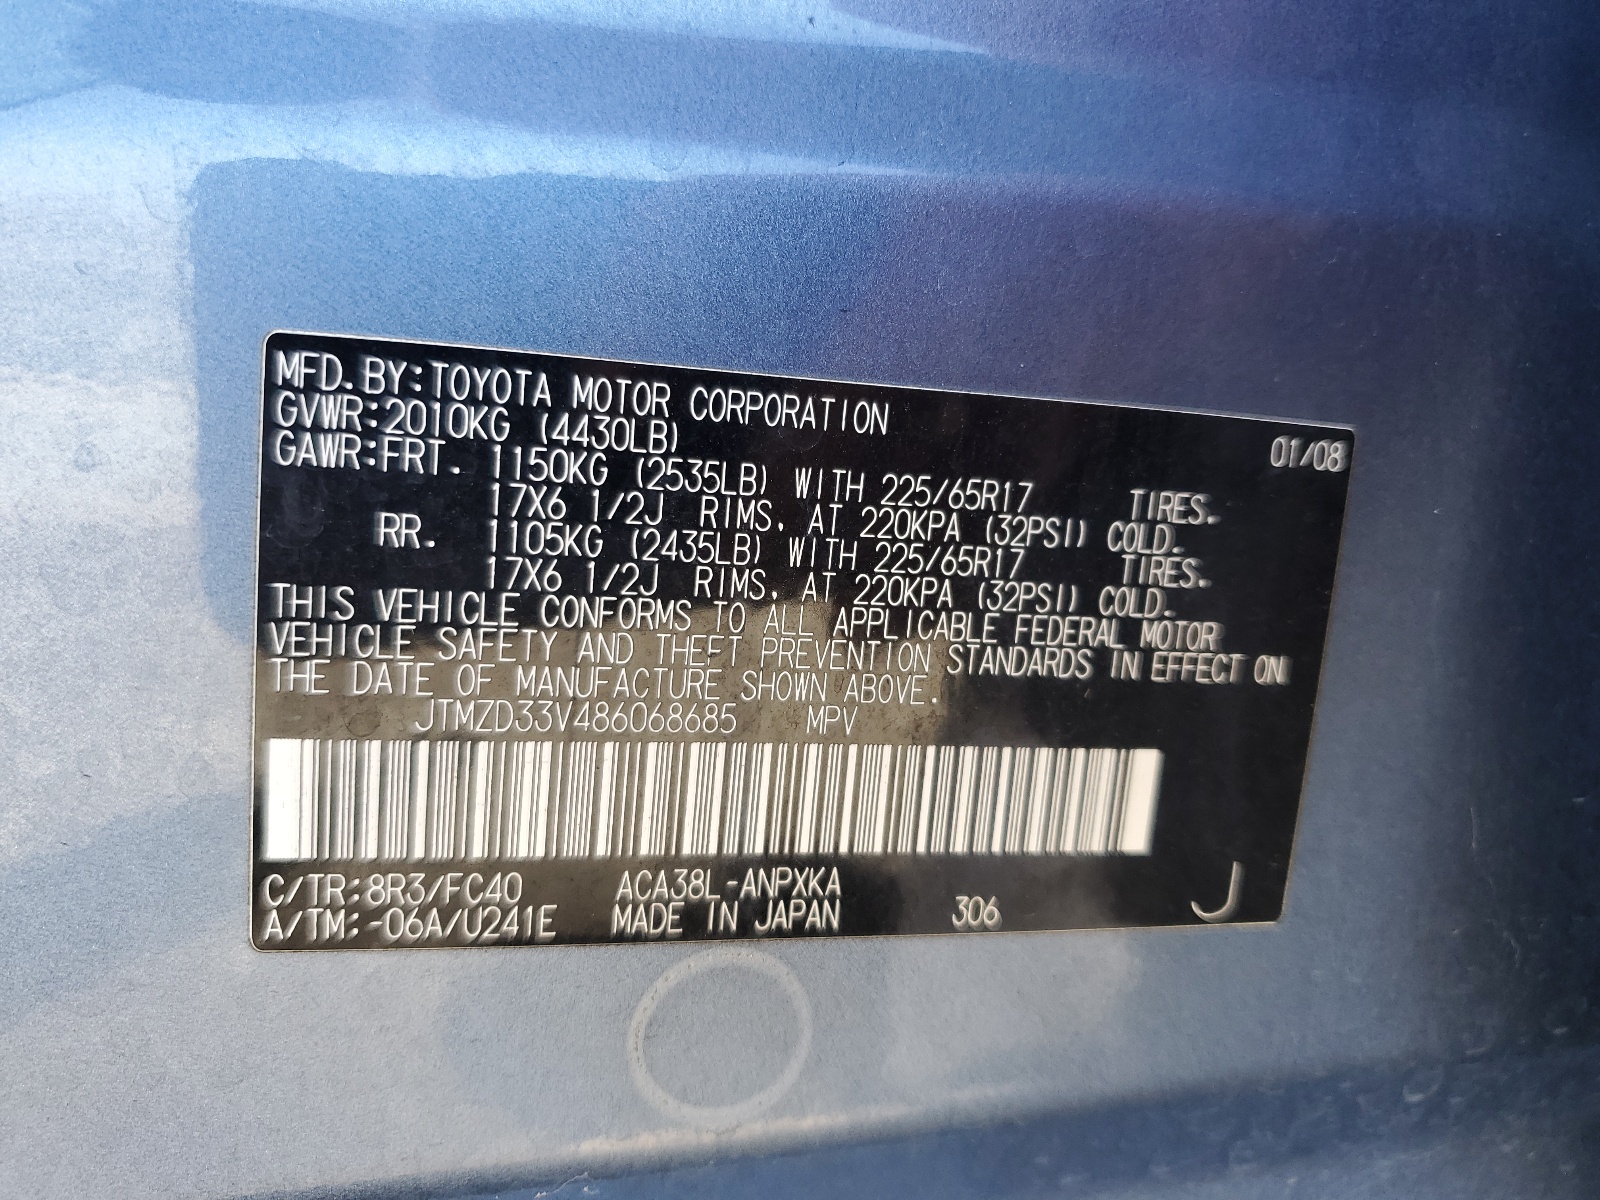 MFD. BY:TOYOTA MOTOR CORPORATION 01/08
GVWR:2010KG (4430LB)
GAWR:FRT. 1150KG (2535LB) WITH 225/65R17 TIRES.
17X6 1/2J RIMS, AT 220KPA (32PSI) COLD.
RR. 1105KG (2435LB) WITH 225/65R17 TIRES.
17X6 1/2J RIMS, AT 220KPA (32PSI) COLD.
THIS VEHICLE CONFORMS TO ALL APPLICABLE FEDERAL MOTOR
VEHICLE SAFETY AND THEFT PREVENTION STANDARDS IN EFFECT ON
THE DATE OF MANUFACTURE SHOWN ABOVE.
JTMZD33V486068685 MPV
C/TR:8R3/FC40 ACA38L-ANPXKA
A/TM:-06A/U241E MADE IN JAPAN 306 J